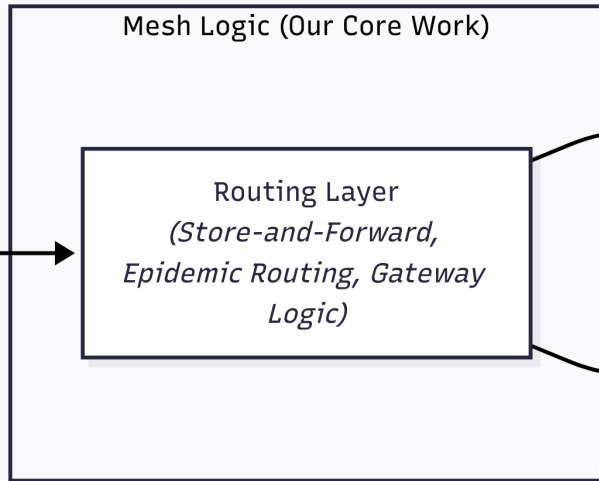 Mesh Logic (Our Core Work)
Routing Layer
(Store-and-Forward,
Epidemic Routing, Gateway
Logic)